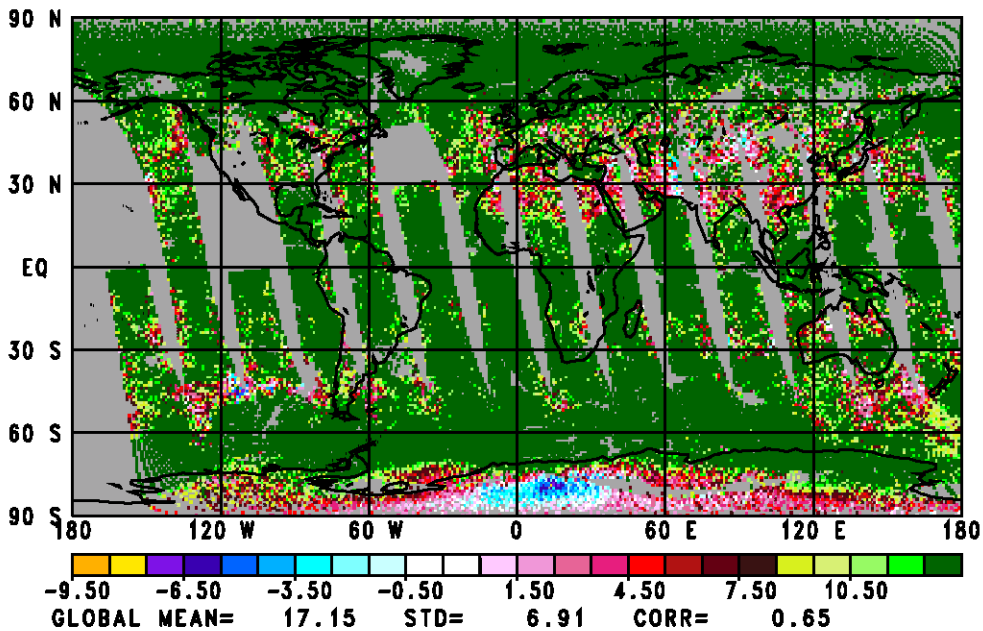 90 N
60 N
30 N
EQ
30 S
60 S
90 S
180 120 W 60 W 0 60 E 120 E 180
-9.50 -6.50 -3.50 -0.50 1.50 4.50 7.50 10.50
GLOBAL MEAN= 17.15 STD= 6.91 CORR= 0.65